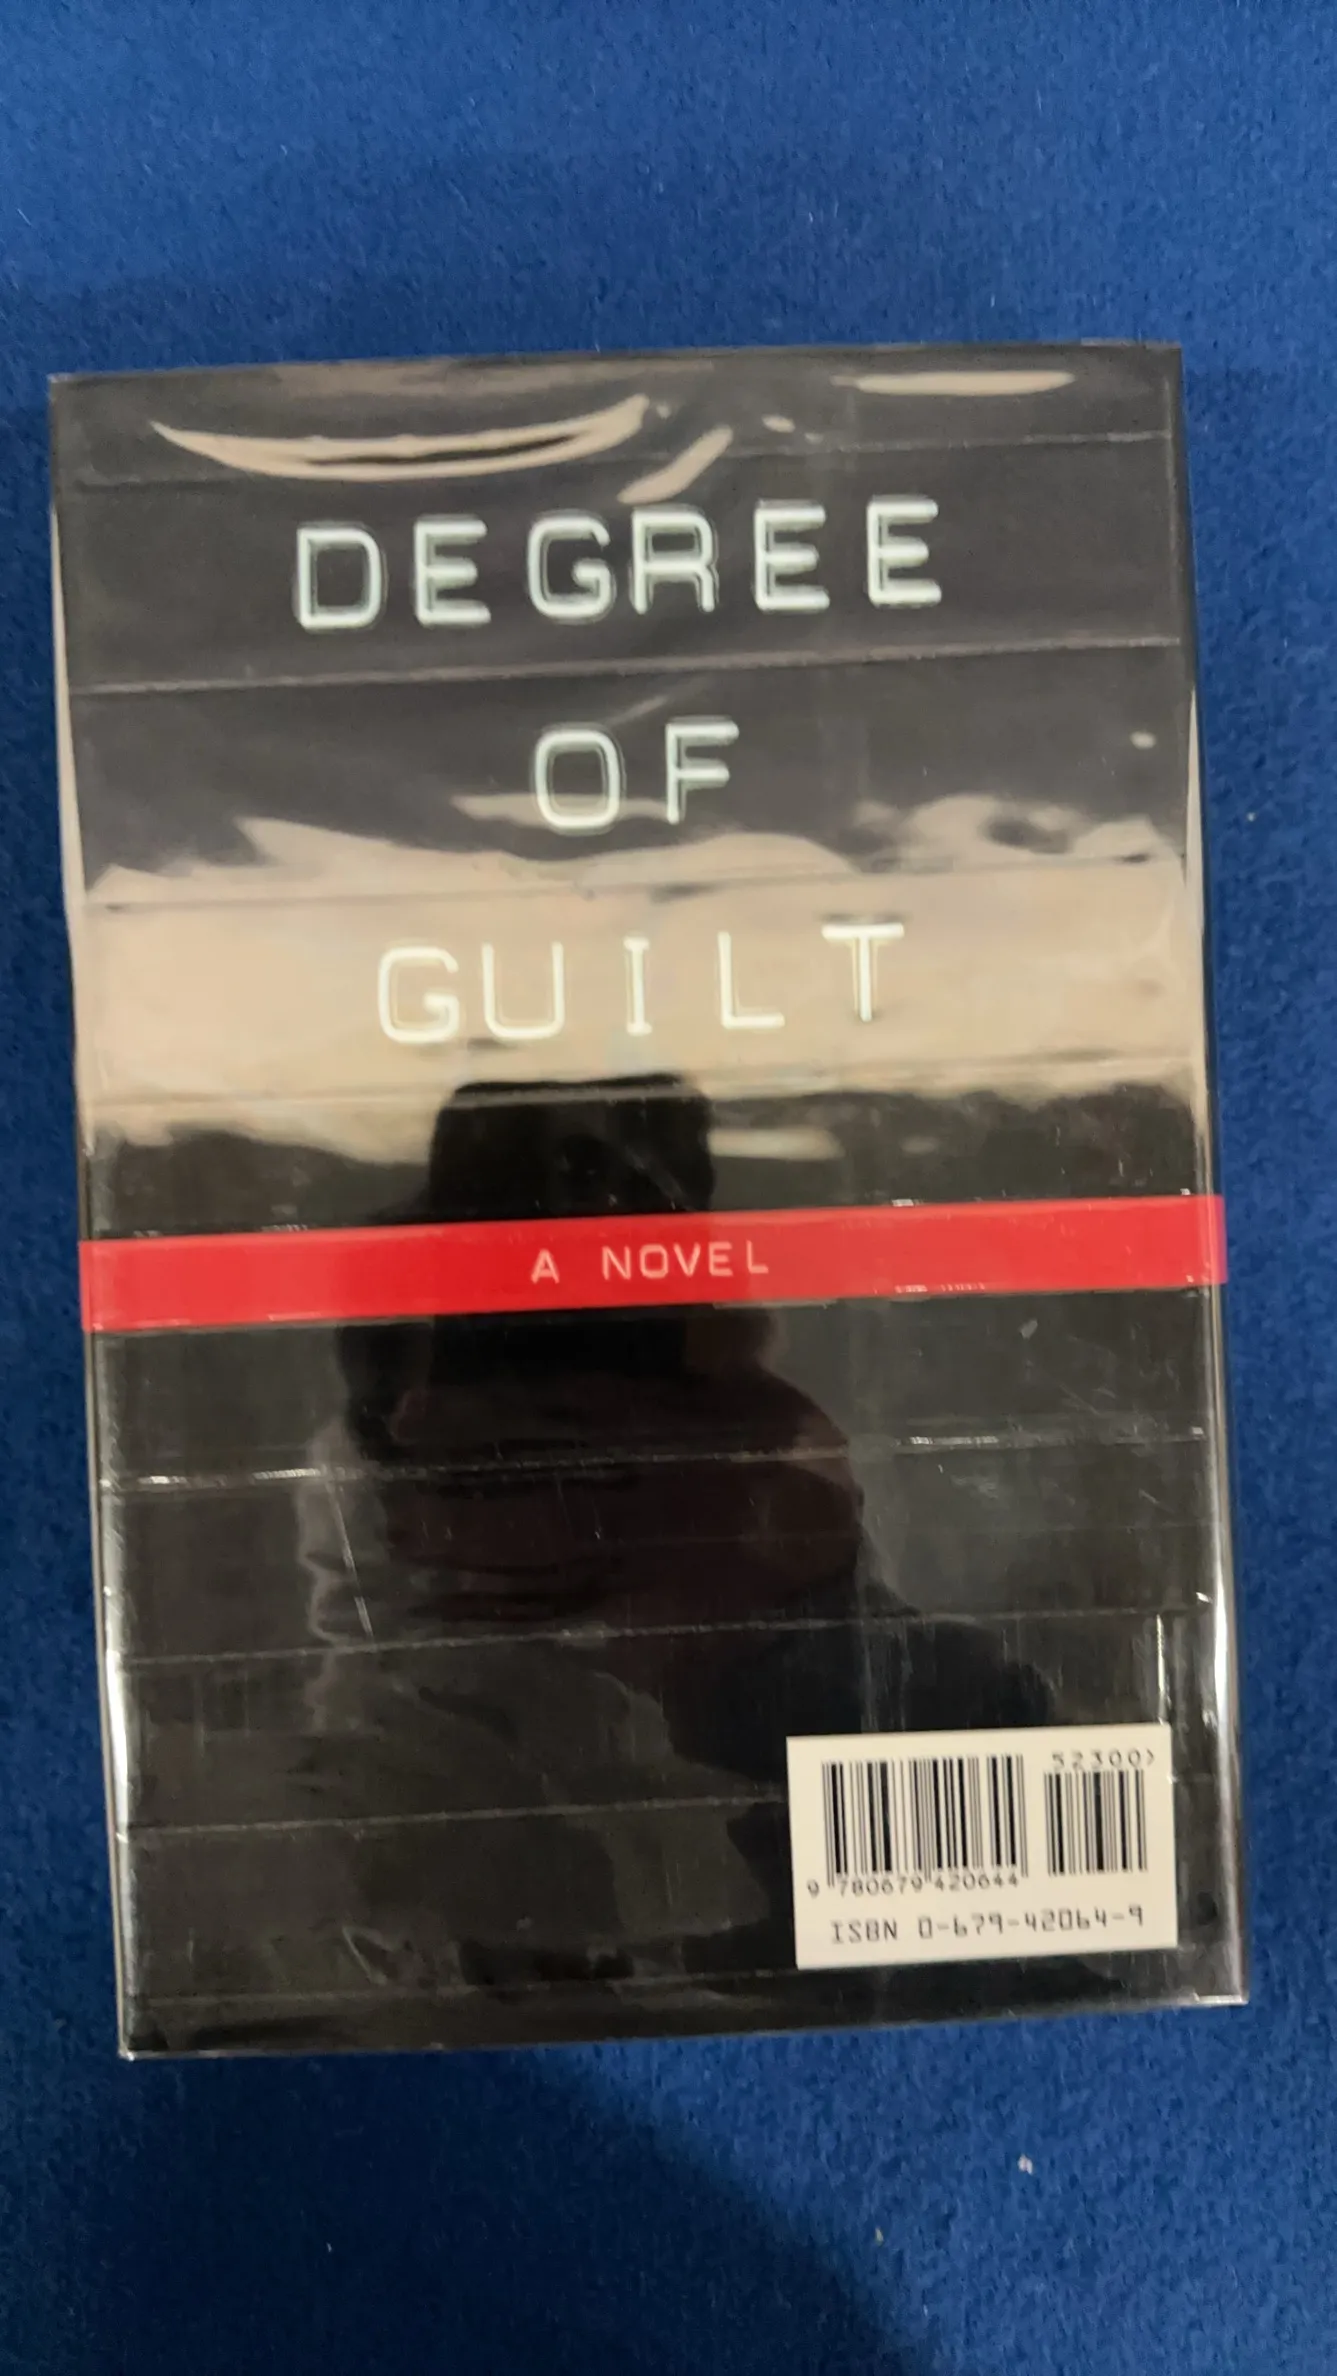 DEGREE
OF
GUILT
A NOVEL
52300>
9 780679 420644
ISBN 0-679-42064-9